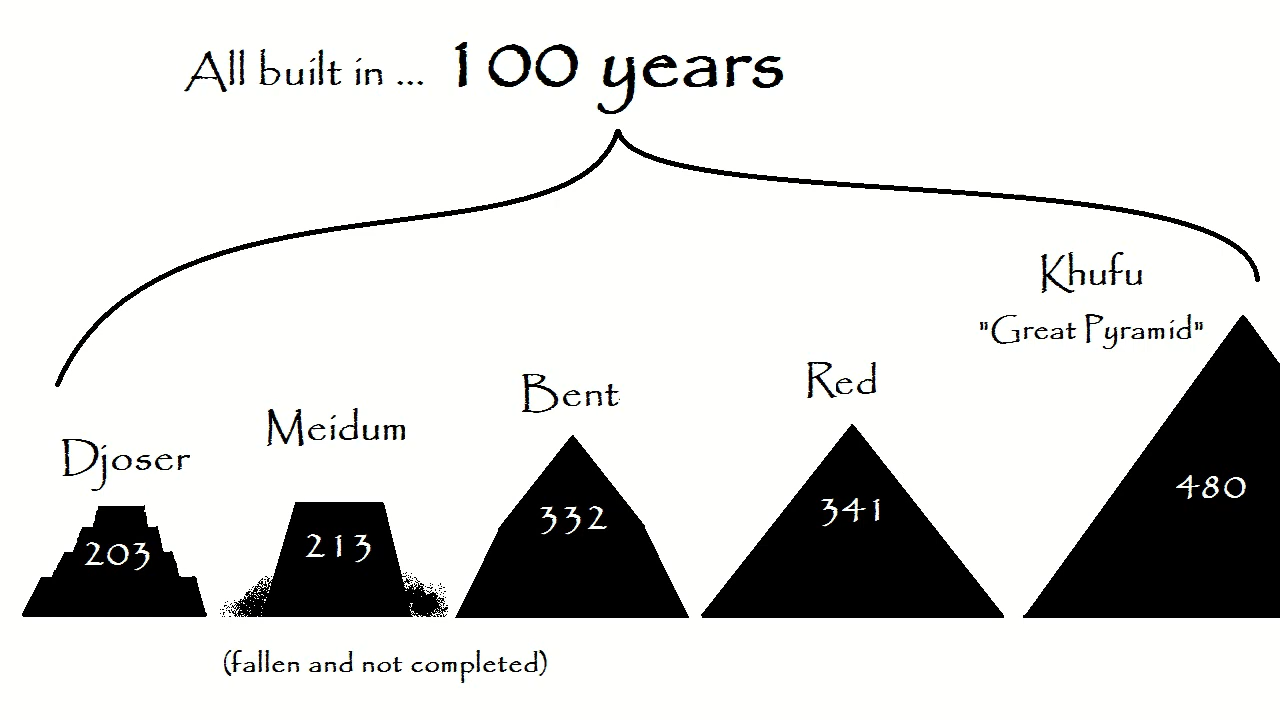 All built in ... 100 years
Khufu
"Great Pyramid"
Red
Bent
Meidum
Djoser
203
213
332
341
480
(fallen and not completed)